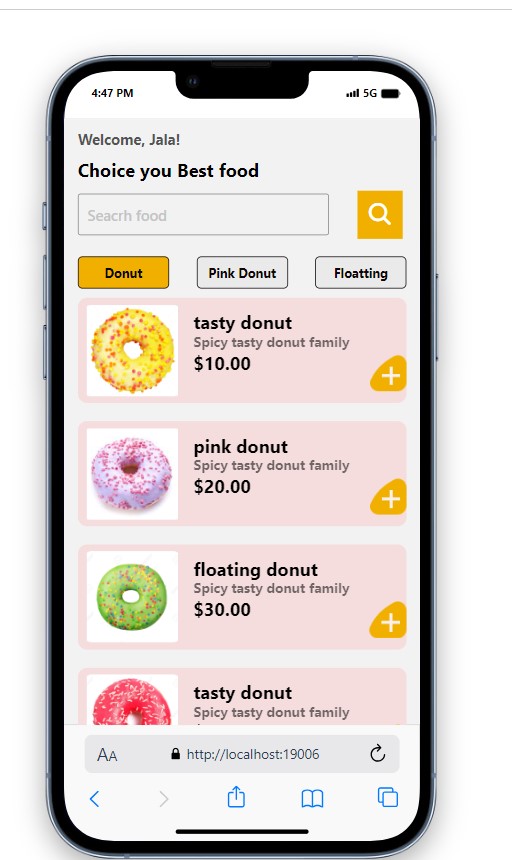 4:47 PM
5G
Welcome, Jala!
Choice you Best food
Seacrh food
Donut
Pink Donut
Floatting
tasty donut
Spicy tasty donut family
$10.00
pink donut
Spicy tasty donut family
$20.00
floating donut
Spicy tasty donut family
$30.00
tasty donut
Spicy tasty donut family
AA
http://localhost:19006